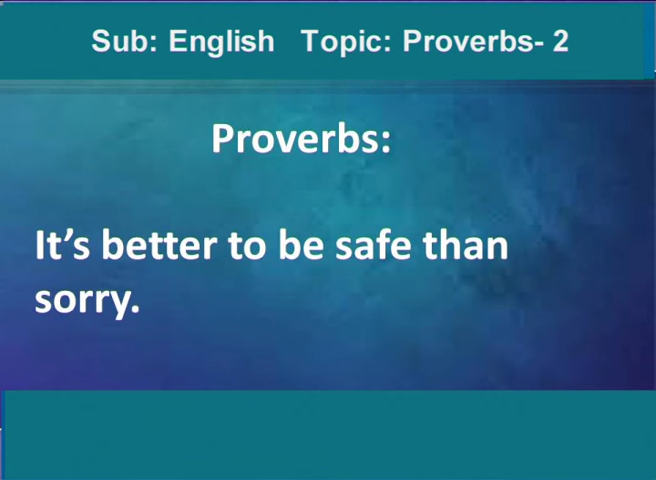 Sub: English Topic: Proverbs- 2
Proverbs:
It’s better to be safe than
sorry.